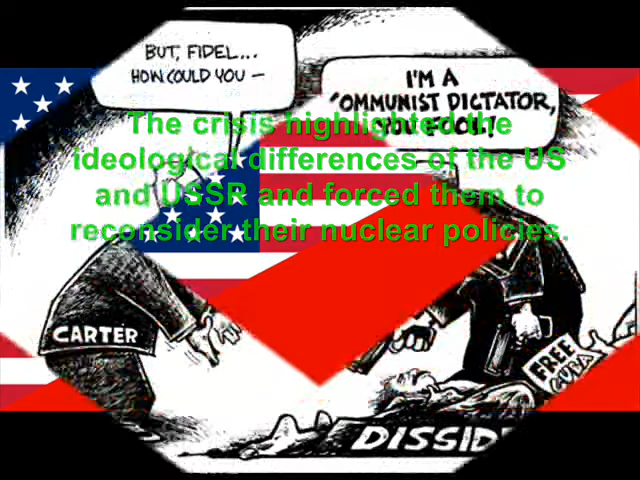 BUT, FIDEL...
HOW COULD YOU —
I'M A
'OMMUNIST DICTATOR,
YOU FOOL!
The crisis highlighted the
ideological differences of the US
and USSR and forced them to
reconsider their nuclear policies.
CARTER
FREE
CUBA
DISSID